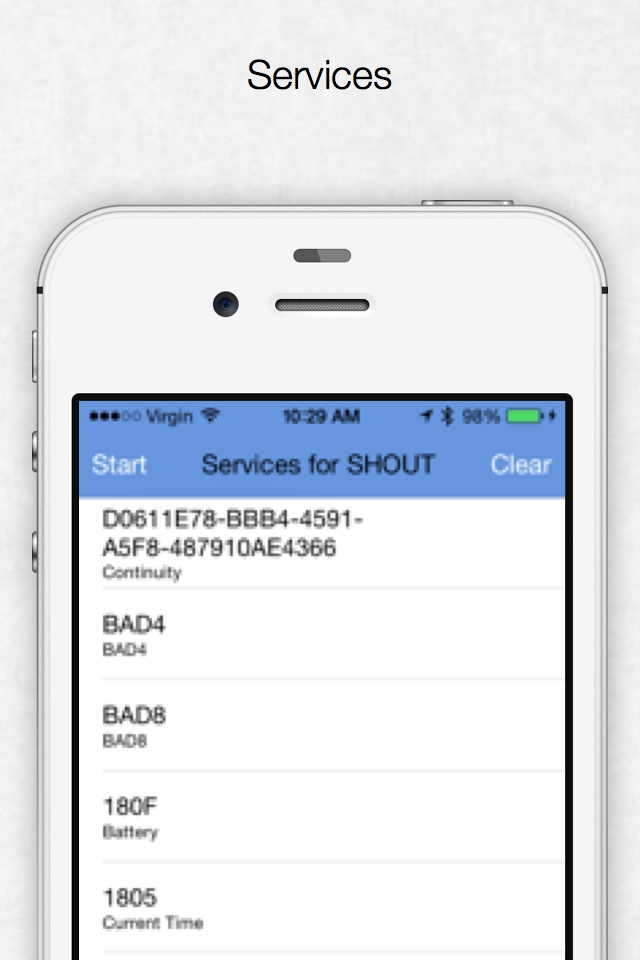 Services
Virgin 10:29 AM 98%
Start Services for SHOUT Clear
D0611E78-BBB4-4591-
A5F8-487910AE4366
Continuity
BAD4
BAD4
BAD8
BAD8
180F
Battery
1805
Current Time